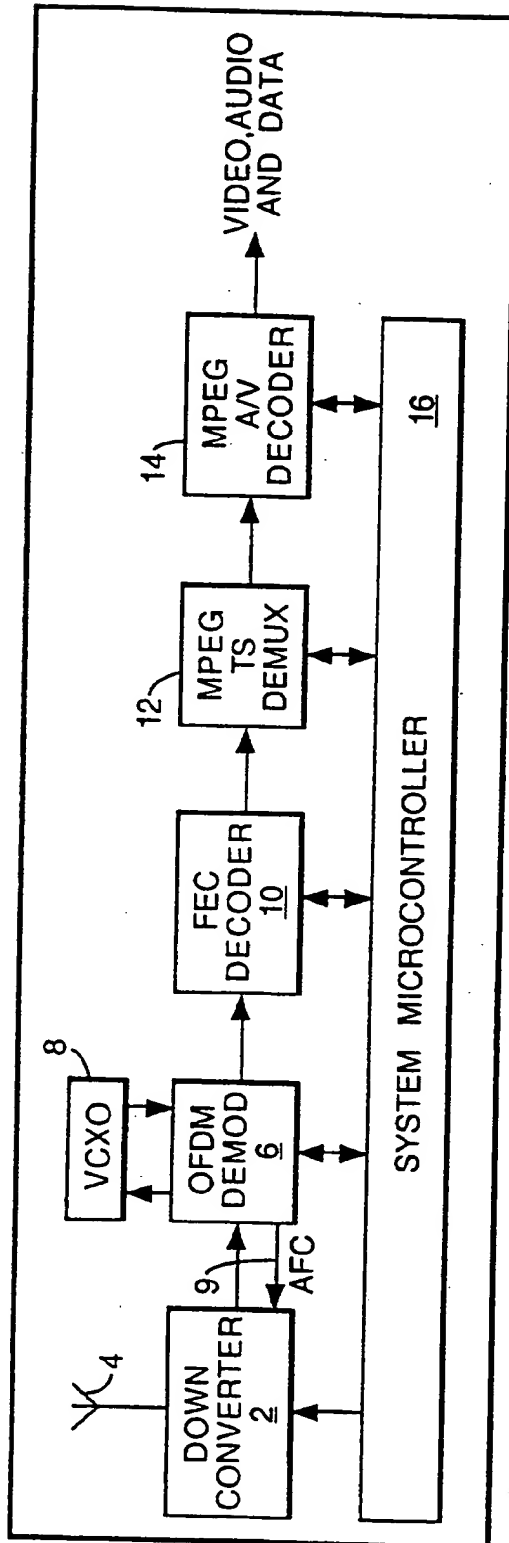 4
DOWN
CONVERTER
2
9
AFC
8
VCXO
OFDM
DEMOD
6
FEC
DECODER
10
12
MPEG
TS
DEMUX
14
MPEG
A/V
DECODER
VIDEO,AUDIO
AND DATA
SYSTEM MICROCONTROLLER
16